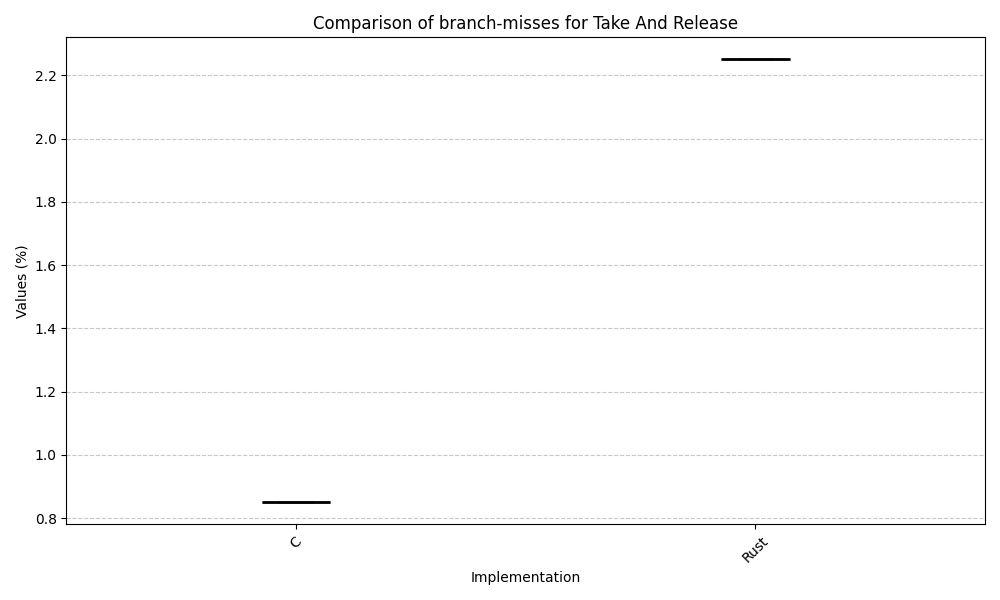 Comparison of branch-misses for Take And Release
Values (%)
2.2
2.0
1.8
1.6
1.4
1.2
1.0
0.8
C
Rust
Implementation